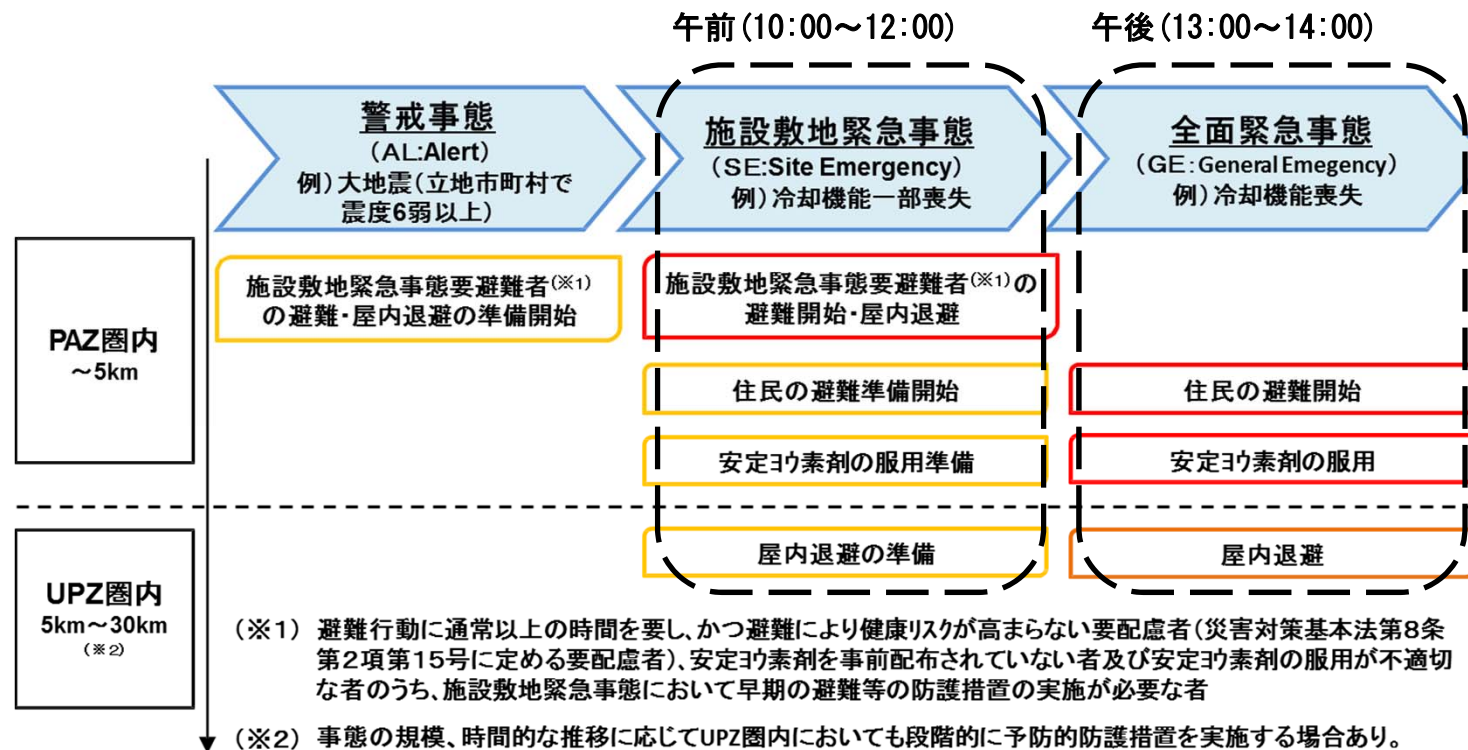 午前(10:00～12:00)
午後(13:00～14:00)
警戒事態
(AL:Alert)
例)大地震(立地市町村で
震度6弱以上)
施設敷地緊急事態
(SE:Site Emergency)
例)冷却機能一部喪失
全面緊急事態
(GE:General Emegency)
例)冷却機能喪失
PAZ圏内
～5km
施設敷地緊急事態要避難者(※1)
の避難・屋内退避の準備開始
施設敷地緊急事態要避難者(※1)の
避難開始・屋内退避
住民の避難準備開始
住民の避難開始
安定ヨウ素剤の服用準備
安定ヨウ素剤の服用
UPZ圏内
5km～30km
(※2)
屋内退避の準備
屋内退避
(※1) 避難行動に通常以上の時間を要し、かつ避難により健康リスクが高まらない要配慮者(災害対策基本法第8条
第2項第15号に定める要配慮者)、安定ヨウ素剤を事前配布されていない者及び安定ヨウ素剤の服用が不適切
な者のうち、施設敷地緊急事態において早期の避難等の防護措置の実施が必要な者
(※2) 事態の規模、時間的な推移に応じてUPZ圏内においても段階的に予防的防護措置を実施する場合あり。